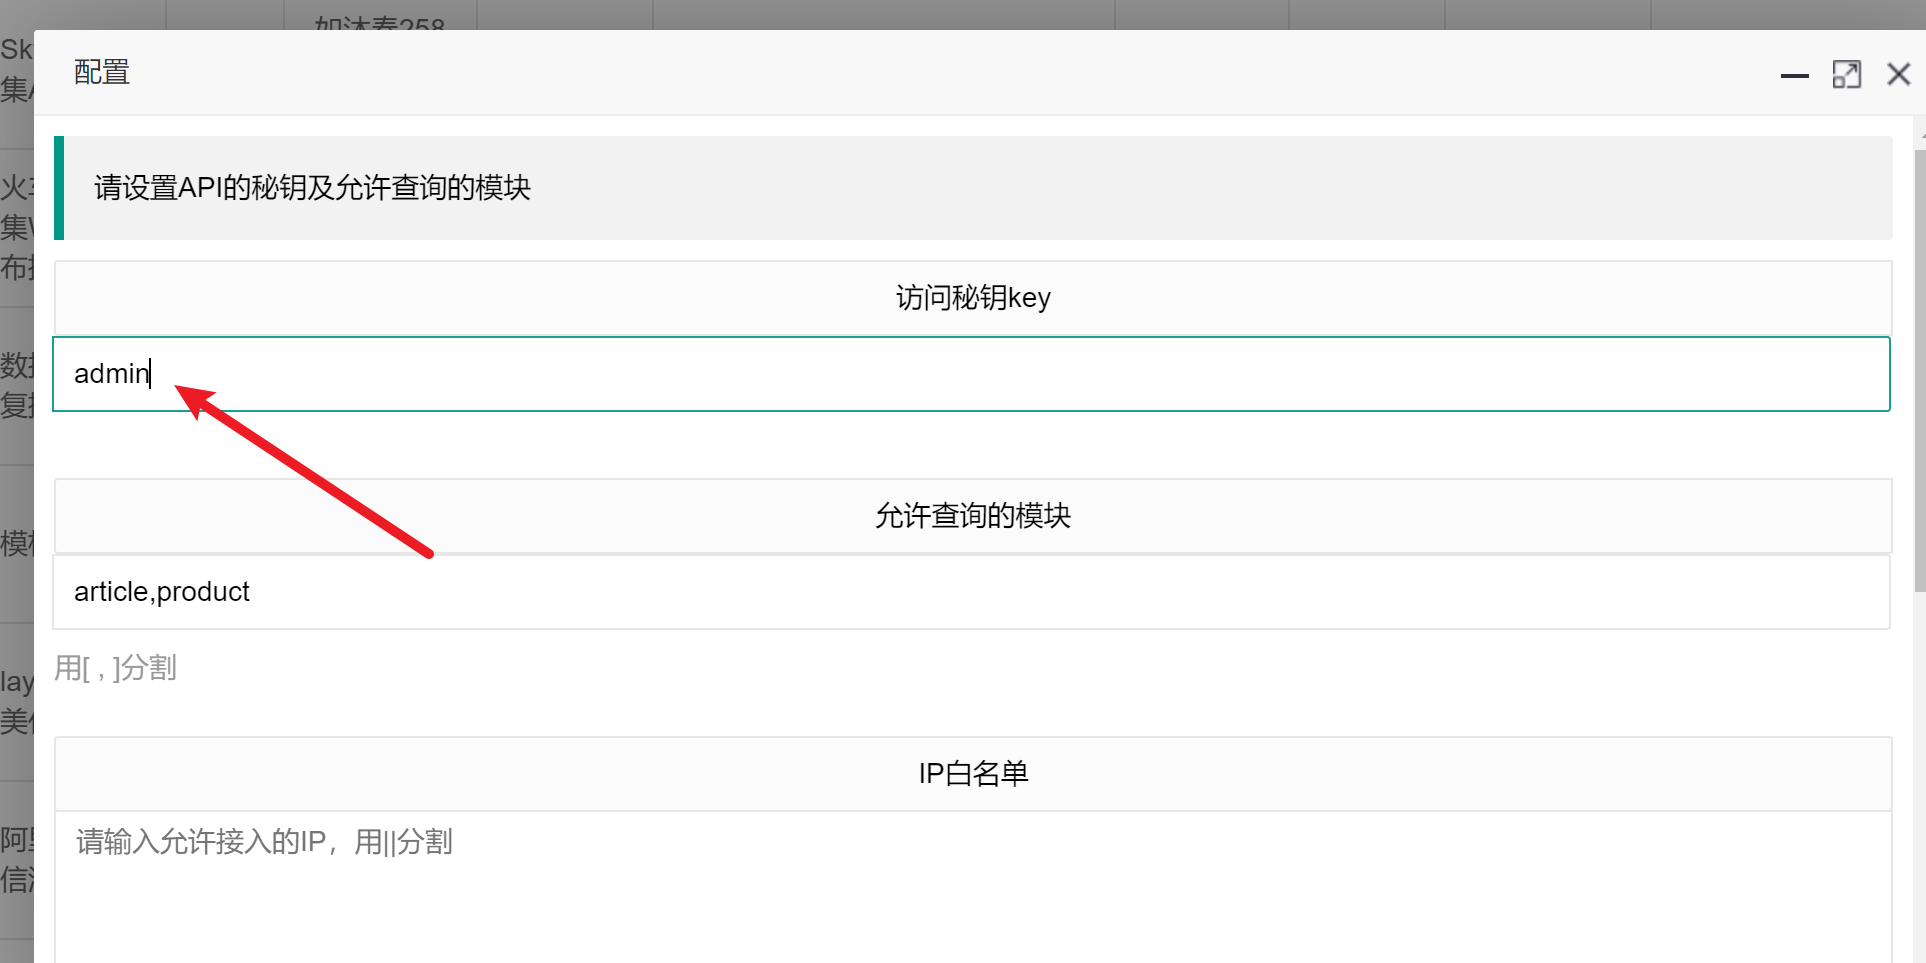 如沐春258
配置
请设置API的秘钥及允许查询的模块
访问秘钥key
admin
允许查询的模块
article,product
用[ , ]分割
IP白名单
请输入允许接入的IP，用||分割
Sk
集
火
集
布
数
复
模
lay
美
阿
信